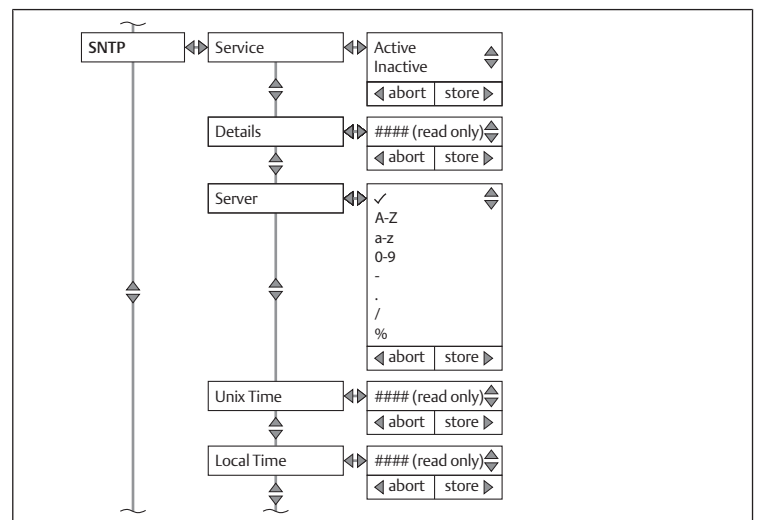 SNTP
Service
Active
Inactive
abort store
Details
#### (read only)
abort store
Server
✓
A-Z
a-z
0-9
-
.
/
%
abort store
Unix Time
#### (read only)
abort store
Local Time
#### (read only)
abort store